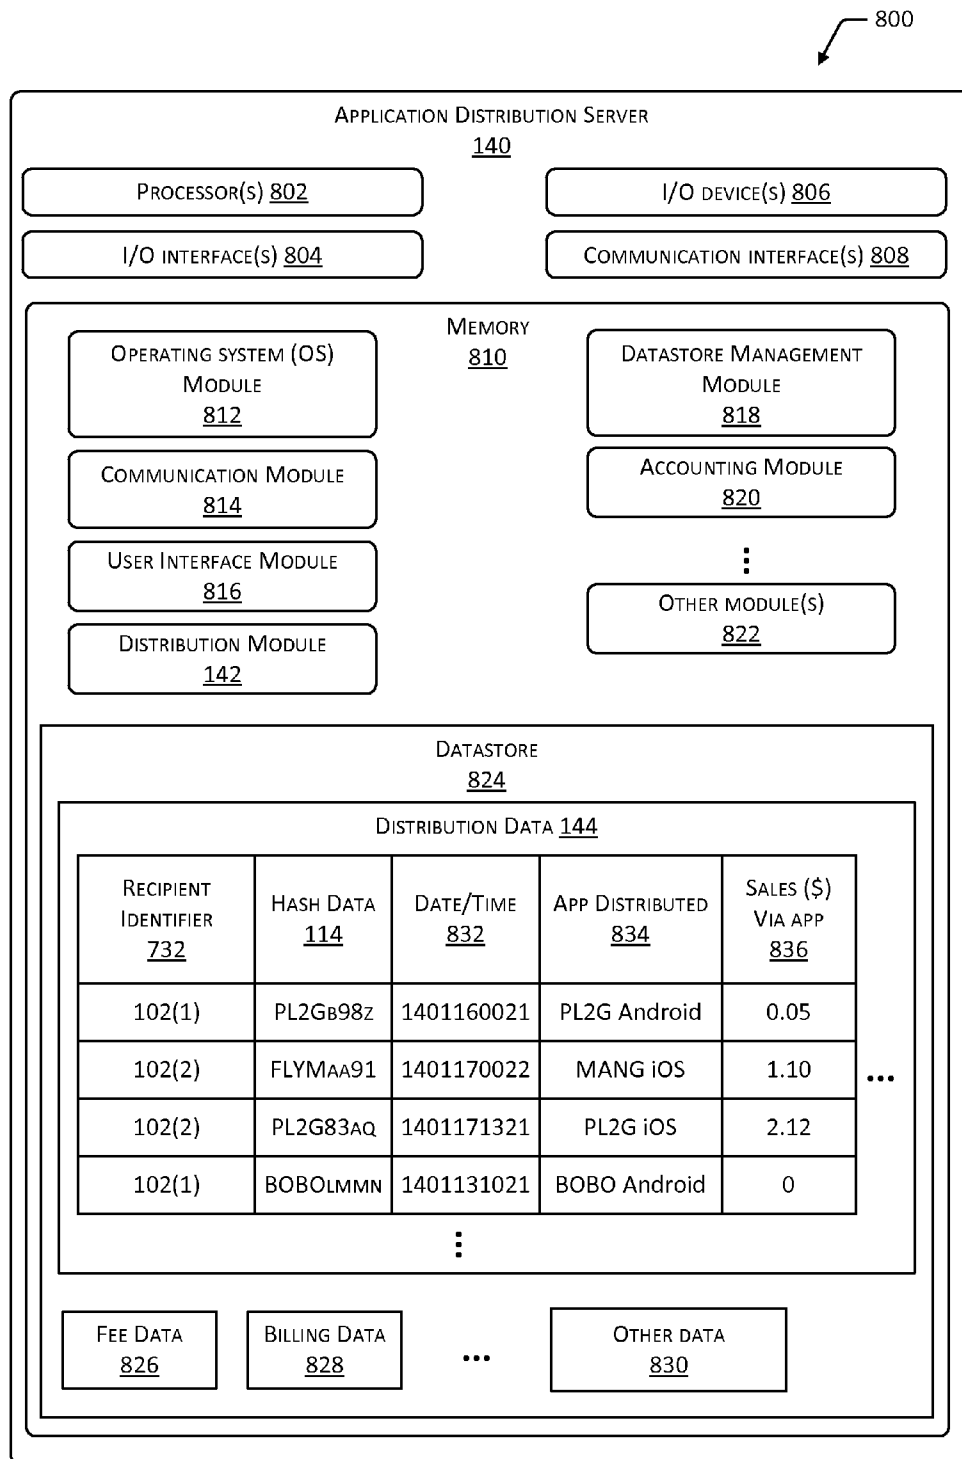 800
Application Distribution Server
140
Processor(s) 802
I/O device(s) 806
I/O interface(s) 804
Communication interface(s) 808
Memory
810
Operating system (OS)
Module
812
Datastore Management
Module
818
Communication Module
814
Accounting Module
820
User Interface Module
816
Other module(s)
822
Distribution Module
142
Datastore
824
Distribution Data 144
Recipient
Identifier
732
Hash Data
114
Date/Time
832
App Distributed
834
Sales ($)
Via app
836
102(1) PL2Gb98z 1401160021 PL2G Android 0.05
102(2) FLYMaa91 1401170022 MANG iOS 1.10
102(2) PL2G83aq 1401171321 PL2G iOS 2.12
102(1) BOBOlmmn 1401131021 BOBO Android 0
Fee Data
826
Billing Data
828
Other data
830